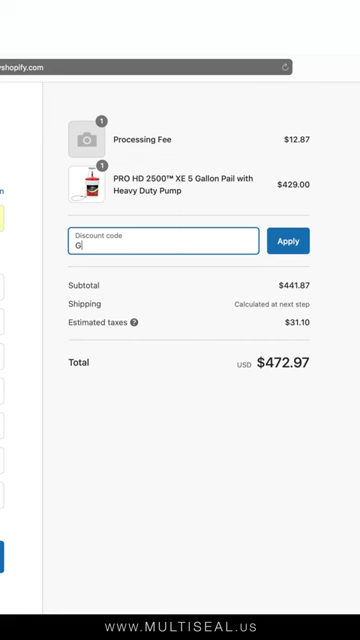 yshopify.com
1
Processing Fee
$12.87
1
PRO HD 2500™ XE 5 Gallon Pail with
Heavy Duty Pump
$429.00
Discount code
G
Apply
Subtotal
$441.87
Shipping
Calculated at next step
Estimated taxes ?
$31.10
Total
USD $472.97
www.MULTISEAL.us